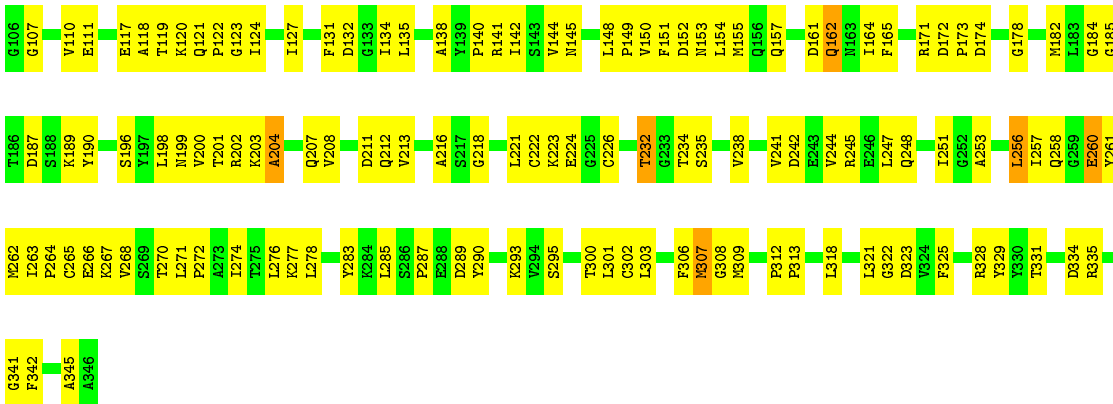 G106 G107 V110 E111 E117 A118 T119 K120 Q121 P122 G123 I124 I127 F131 D132 G133 I134 L135 A138 Y139 P140 R141 I142 S143 V144 N145 L148 P149 V150 F151 D152 N153 L154 M155 Q156 Q157 D161 Q162 N163 I164 F165 R171 D172 P173 D174 G178 M182 L183 G184 G185
T186 D187 S188 K189 Y190 S196 Y197 L198 N199 V200 T201 R202 K203 A204 Q207 V208 D211 Q212 V213 A216 S217 G218 L221 C222 K223 E224 G225 C226 T232 G233 T234 S235 V238 V241 D242 E243 V244 R245 E246 L247 Q248 I251 G252 A253 L256 I257 Q258 G259 E260 Y261
M262 I263 P264 C265 E266 K267 V268 S269 T270 L271 P272 A273 I274 T275 L276 K277 L278 Y283 K284 L285 S286 P287 E288 D289 Y290 K293 V294 S295 T300 L301 C302 L303 F306 M307 G308 M309 P312 P313 L318 L321 G322 D323 V324 F325 R328 Y329 Y330 T331 D334 R335
G341 F342 A345 A346